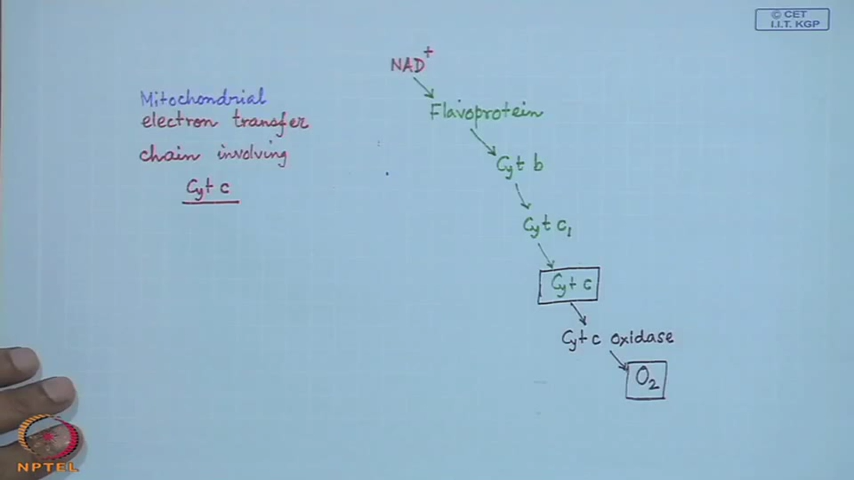 © CET
I.I.T. KGP
NAD+
Mitochondrial
electron transfer
chain involving
Cyt c
Flavoprotein
Cyt b
Cyt c₁
Cyt c
Cyt c oxidase
O₂
NPTEL